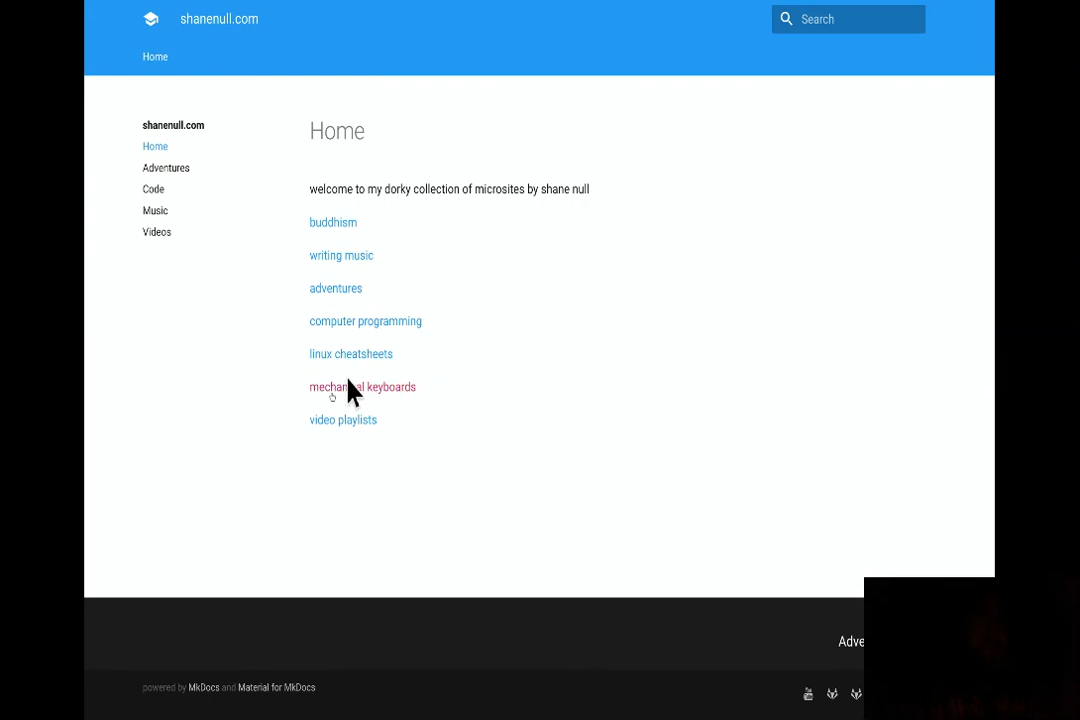 shanenull.com
Search
Home
shanenull.com
Home
Adventures
Code
Music
Videos
Home
welcome to my dorky collection of microsites by shane null
buddhism
writing music
adventures
computer programming
linux cheatsheets
mechanical keyboards
video playlists
Adve
powered by MkDocs and Material for MkDocs